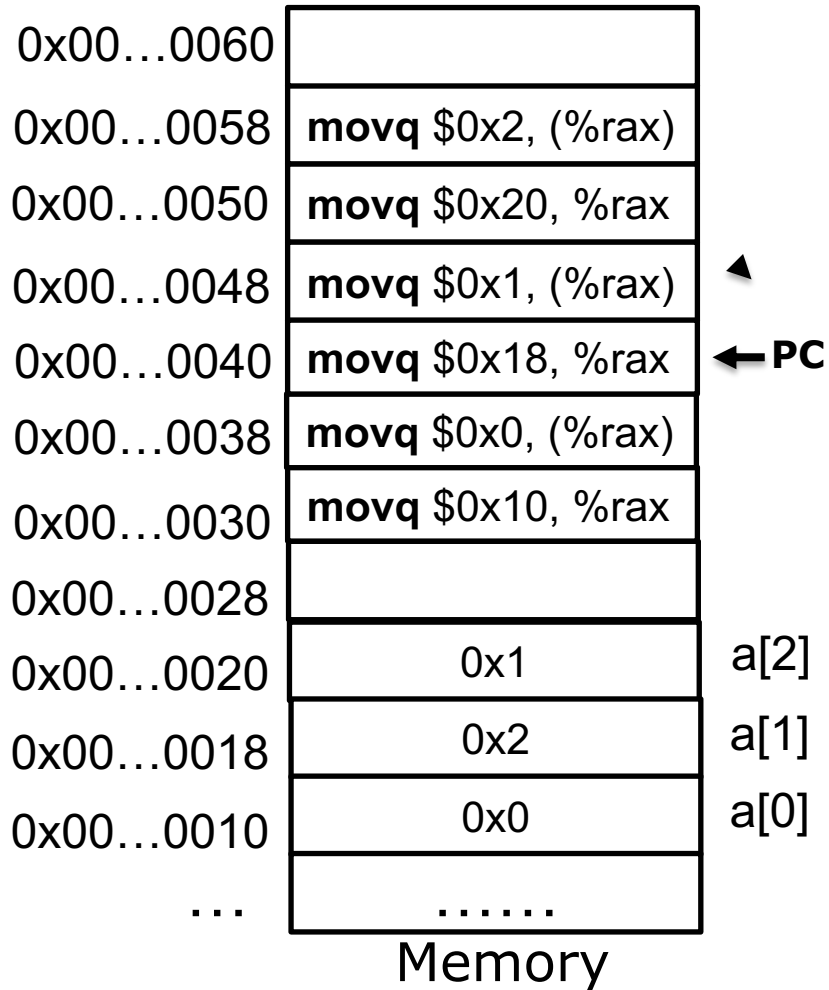 0x00…0060
0x00…0058 movq $0x2, (%rax)
0x00…0050 movq $0x20, %rax
0x00…0048 movq $0x1, (%rax)
0x00…0040 movq $0x18, %rax PC
0x00…0038 movq $0x0, (%rax)
0x00…0030 movq $0x10, %rax
0x00…0028
0x00…0020 0x1 a[2]
0x00…0018 0x2 a[1]
0x00…0010 0x0 a[0]
… ……
Memory